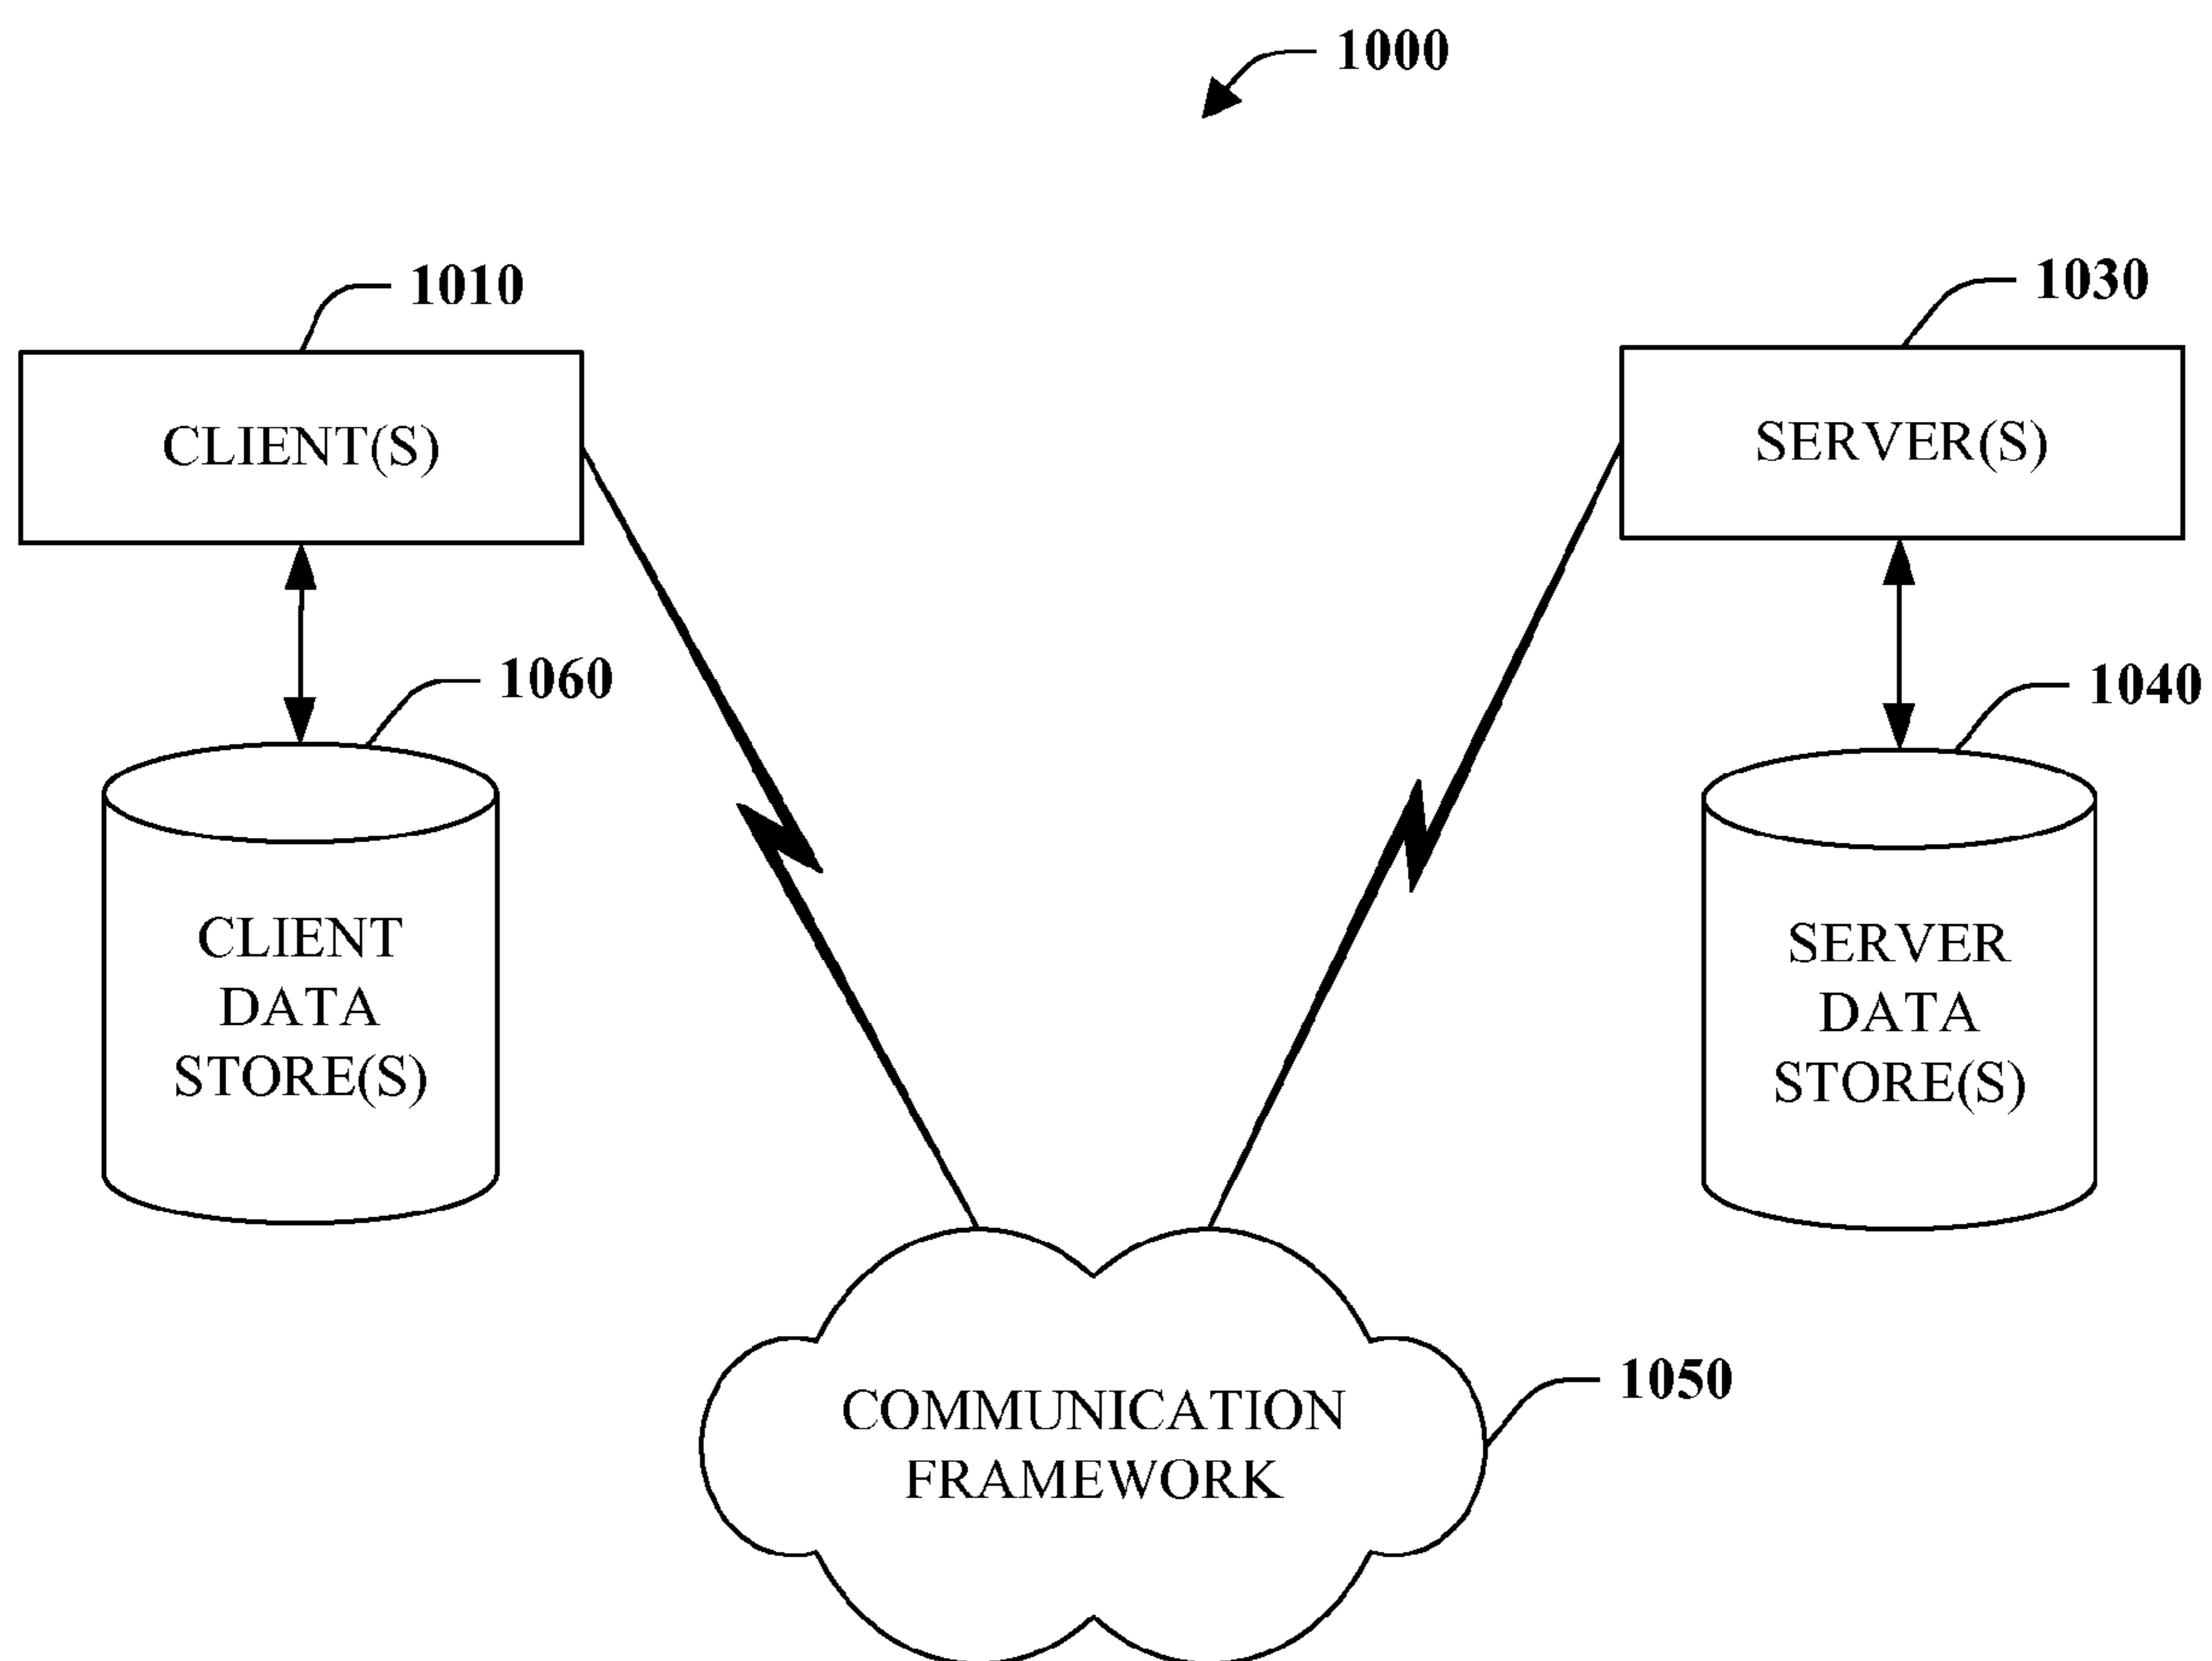 1000
1010
1030
CLIENT(S)
SERVER(S)
1060
1040
CLIENT
DATA
STORE(S)
SERVER
DATA
STORE(S)
1050
COMMUNICATION
FRAMEWORK